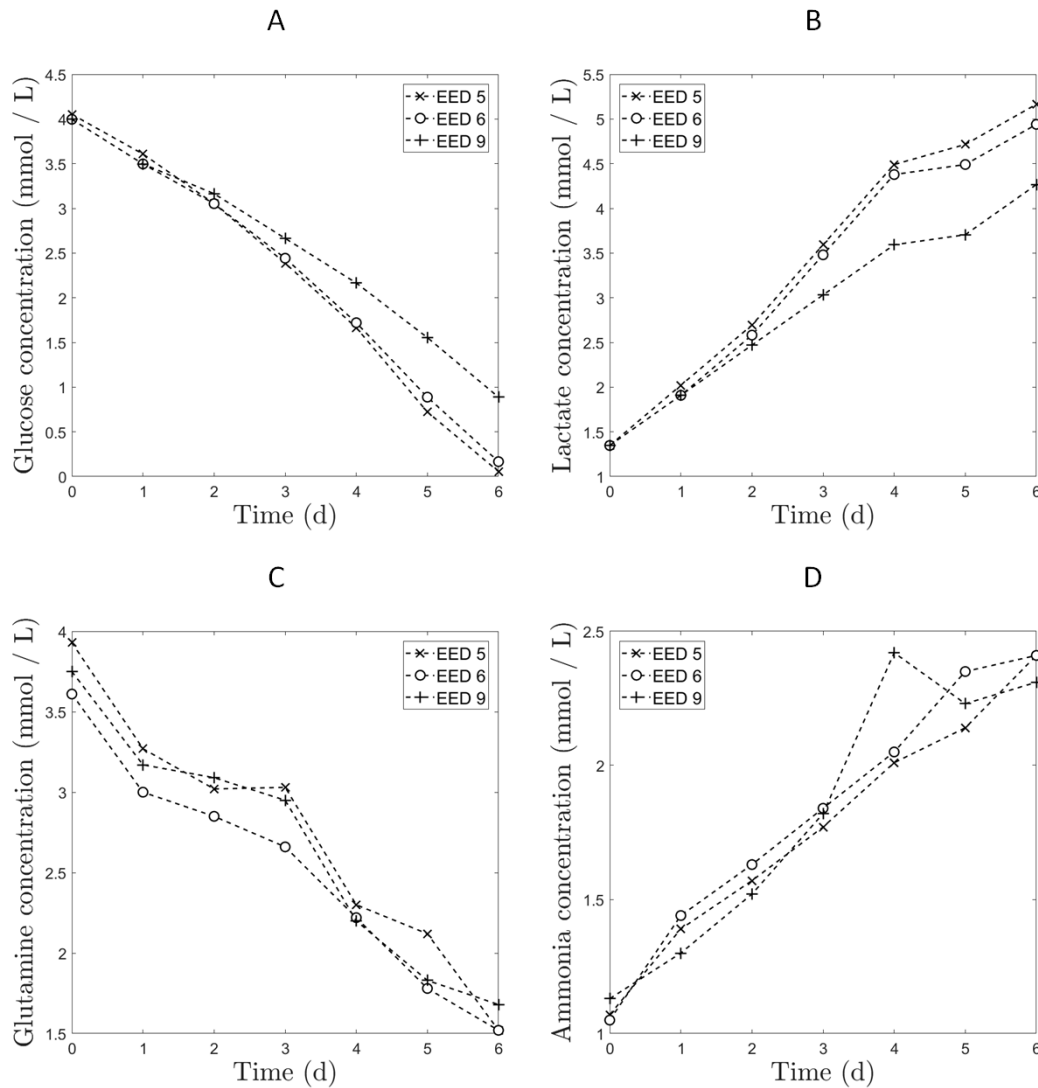 A
Glucose concentration (mmol / L)
4.5
4
3.5
3
2.5
2
1.5
1
0.5
0
EED 5
EED 6
EED 9
0 1 2 3 4 5 6
Time (d)
B
Lactate concentration (mmol / L)
5.5
5
4.5
4
3.5
3
2.5
2
1.5
1
EED 5
EED 6
EED 9
0 1 2 3 4 5 6
Time (d)
C
Glutamine concentration (mmol / L)
4
3.5
3
2.5
2
1.5
EED 5
EED 6
EED 9
0 1 2 3 4 5 6
Time (d)
D
Ammonia concentration (mmol / L)
2.5
2
1.5
1
EED 5
EED 6
EED 9
0 1 2 3 4 5 6
Time (d)